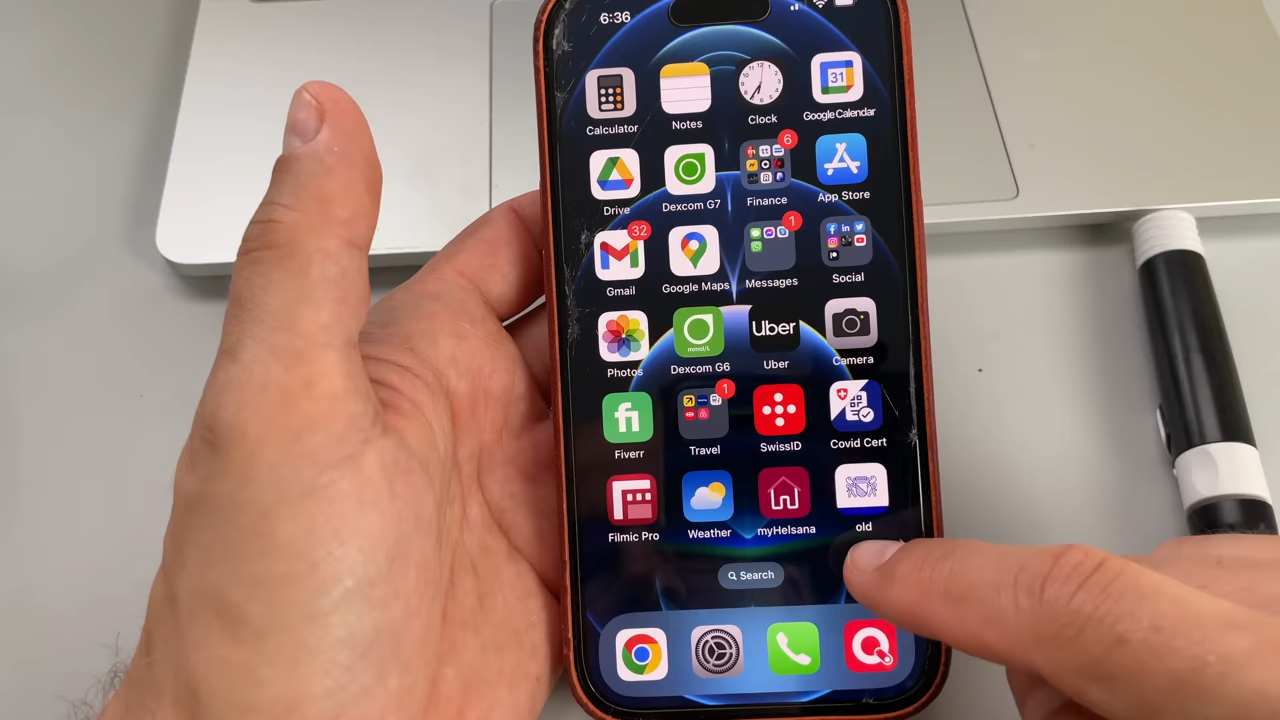 6:36
Calculator
Notes
Clock
31
Google Calendar
Drive
Dexcom G7
6
Finance
App Store
32
Gmail
Google Maps
1
Messages
Social
Photos
mmol/L
Dexcom G6
Uber
Uber
Camera
fi
Fiverr
1
Travel
SwissID
Covid Cert
Filmic Pro
Weather
myHelsana
old
Search